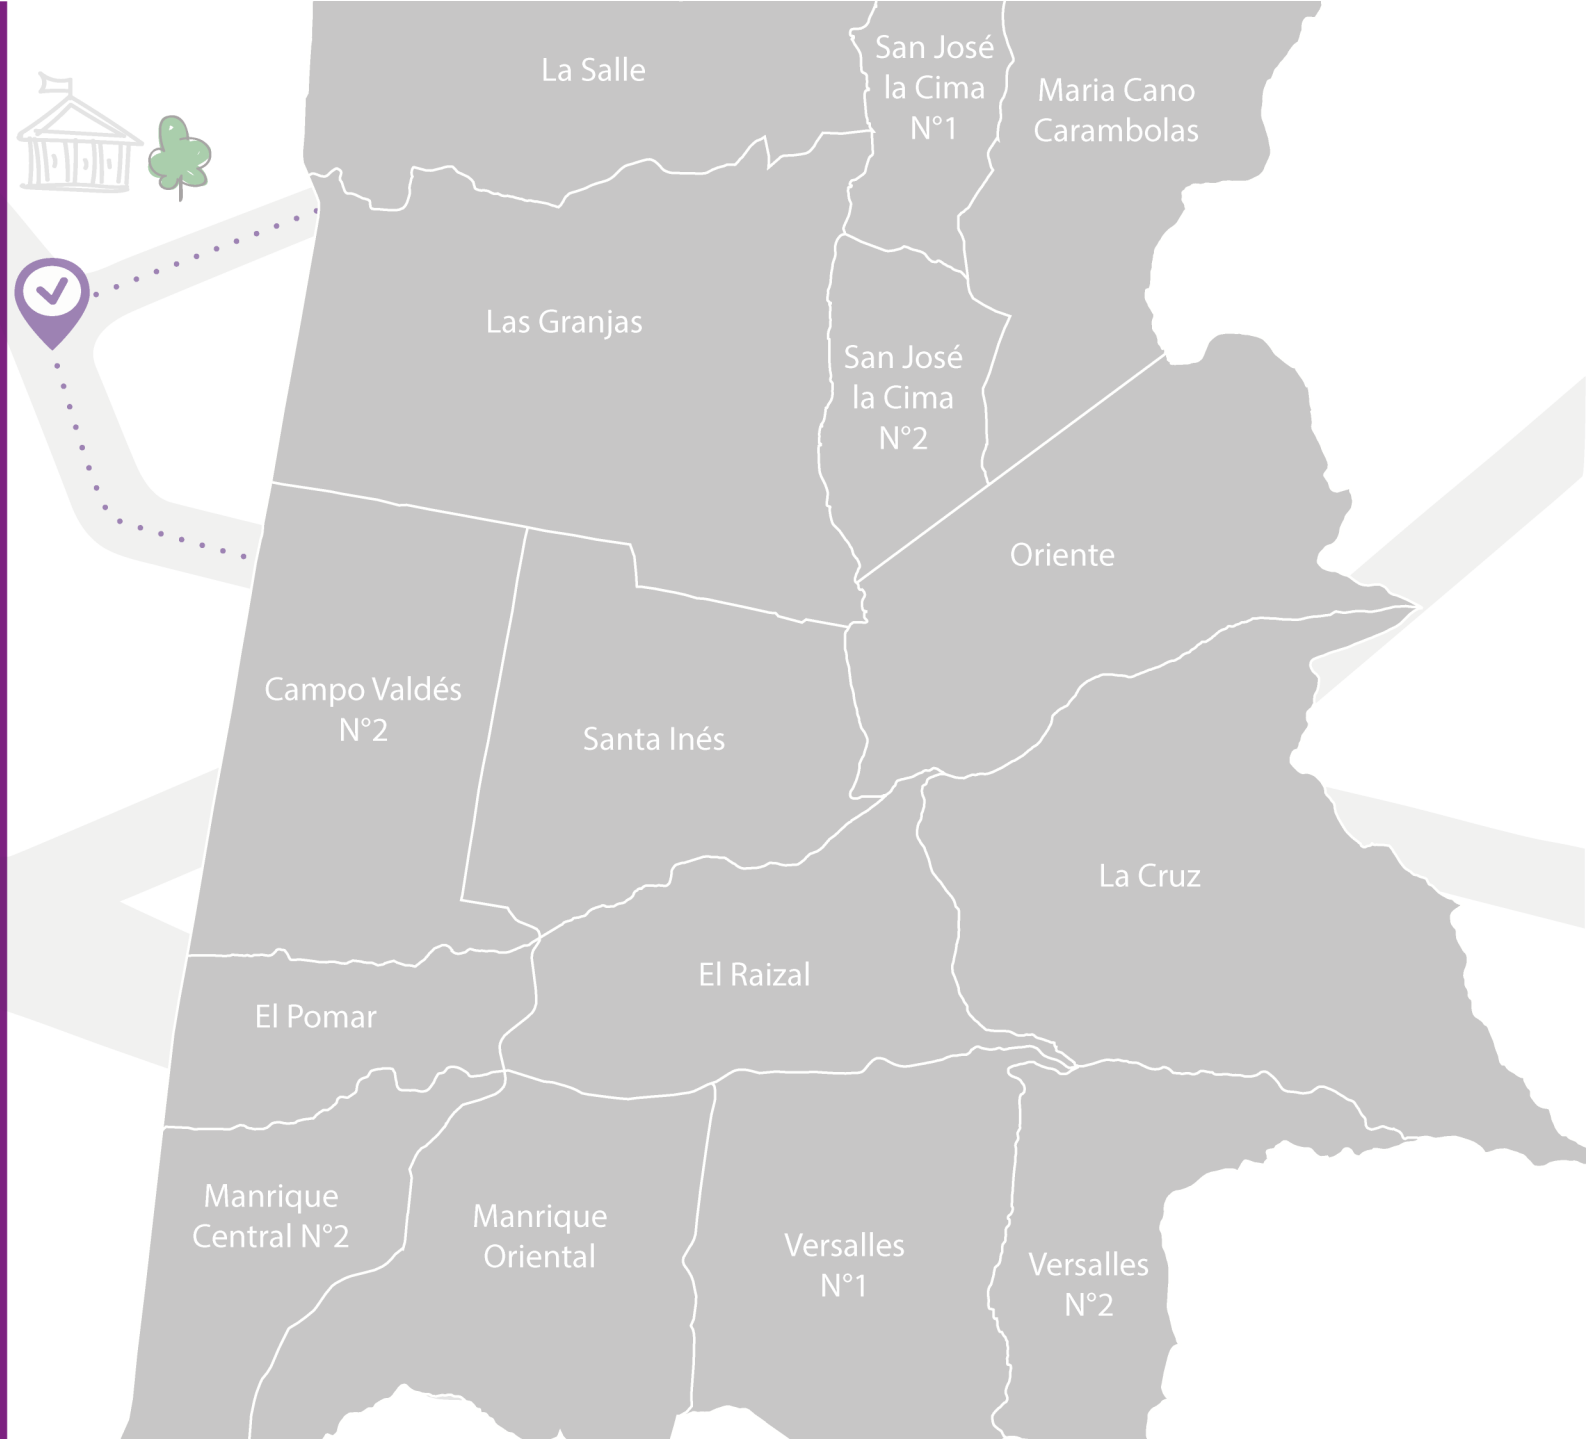 La Salle
San José
la Cima
N°1
Maria Cano
Carambolas
Las Granjas
San José
la Cima
N°2
Oriente
Campo Valdés
N°2
Santa Inés
La Cruz
El Raizal
El Pomar
Manrique
Central N°2
Manrique
Oriental
Versalles
N°1
Versalles
N°2